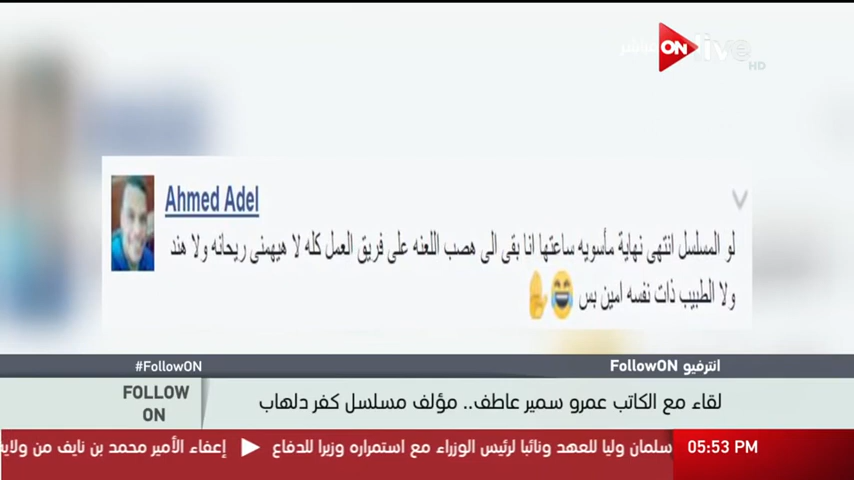 مباشر ON live
HD
Ahmed Adel
لو المسلسل انتهى نهاية مأسويه ساعتها انا بقى الى هصب اللعنه على فريق العمل كله لا هيهمنى ريحانه ولا هند
ولا الطبيب ذات نفسه امين بس 😂✋
انترفيو FollowON
#FollowON
لقاء مع الكاتب عمرو سمير عاطف.. مؤلف مسلسل كفر دلهاب
FOLLOW
ON
سلمان وليا للعهد ونائبا لرئيس الوزراء مع استمراره وزيرا للدفاع ◀ إعفاء الأمير محمد بن نايف من
05:53 PM